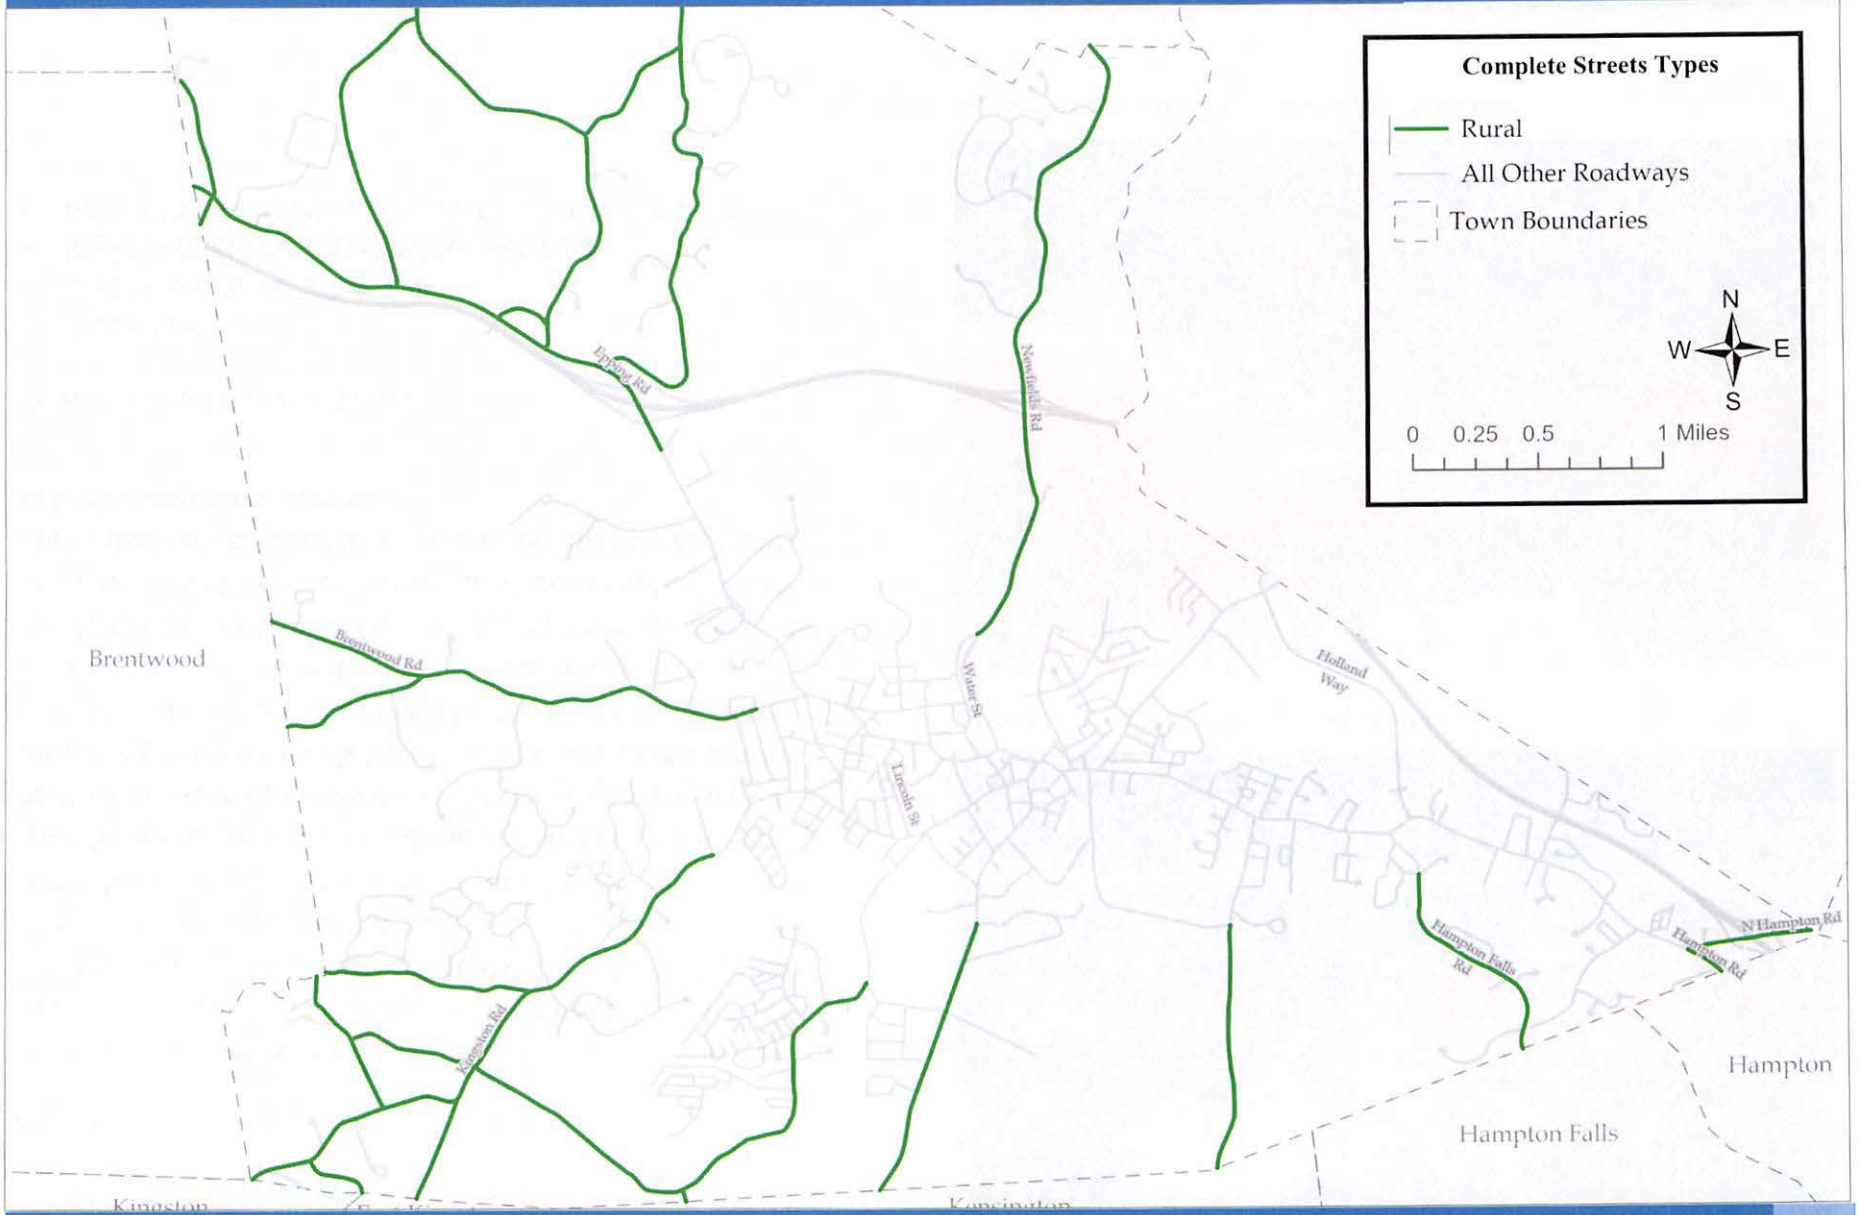 Complete Streets Types
Rural
All Other Roadways
Town Boundaries
N
W E
S
0 0.25 0.5 1 Miles
Epping Rd
Newfields Rd
Brentwood
Brentwood Rd
Water St
Holland
Way
Lincoln St
N Hampton Rd
Hampton Rd
Hampton Falls
Rd
Kingston Rd
Hampton
Hampton Falls
Kingston
Kensington